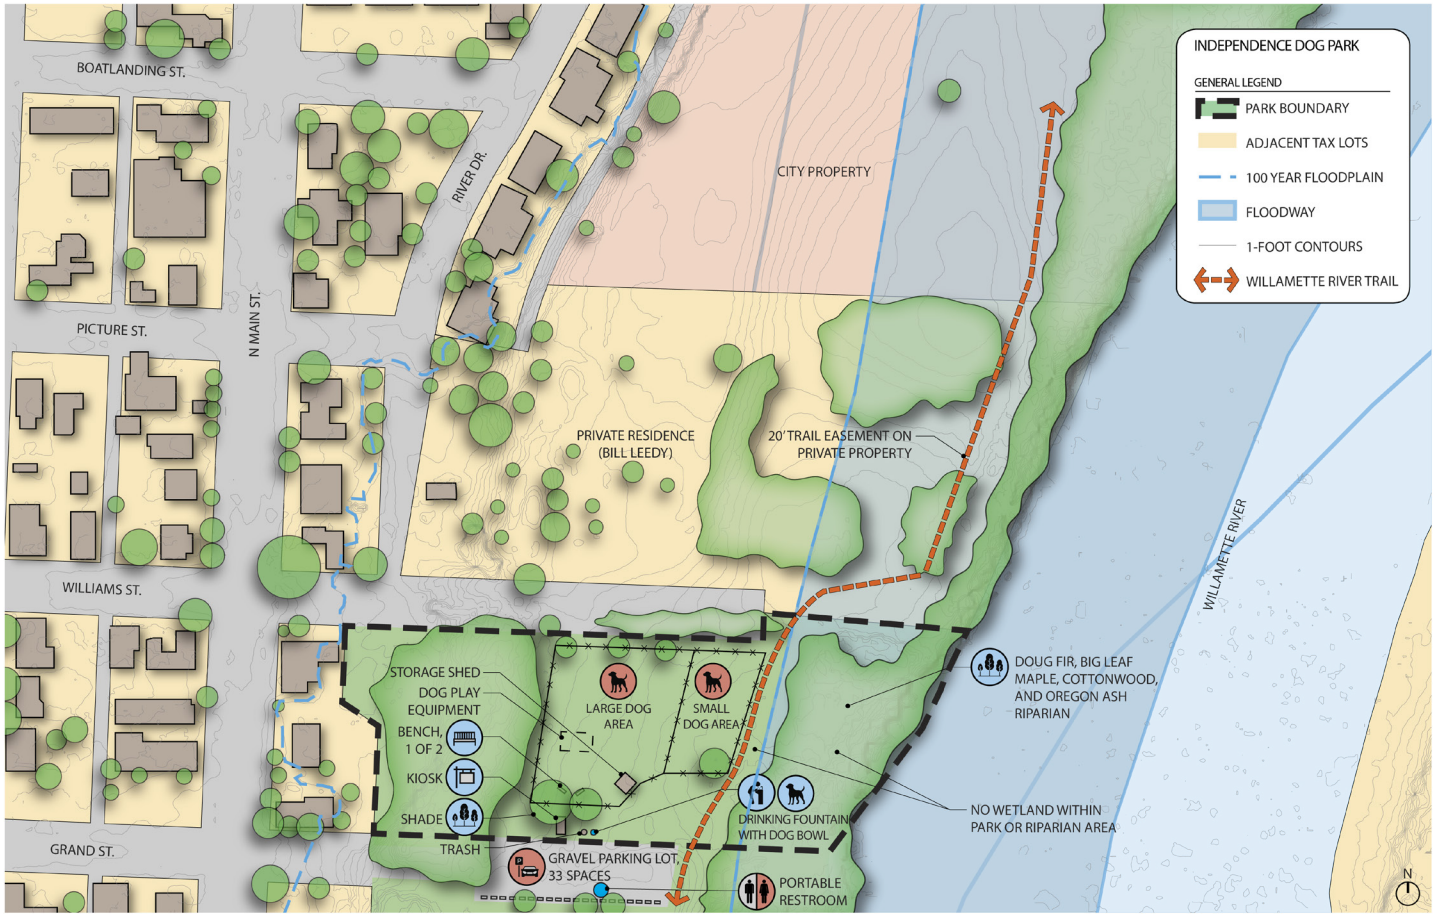 INDEPENDENCE DOG PARK
GENERAL LEGEND
PARK BOUNDARY
ADJACENT TAX LOTS
100 YEAR FLOODPLAIN
FLOODWAY
1-FOOT CONTOURS
WILLAMETTE RIVER TRAIL
BOATLANDING ST.
RIVER DR.
CITY PROPERTY
N MAIN ST.
PICTURE ST.
PRIVATE RESIDENCE
(BILL LEEDY)
20' TRAIL EASEMENT ON
PRIVATE PROPERTY
WILLAMETTE RIVER
WILLIAMS ST.
STORAGE SHED
DOG PLAY
EQUIPMENT
BENCH,
1 OF 2
KIOSK
SHADE
TRASH
LARGE DOG
AREA
SMALL
DOG AREA
DOUG FIR, BIG LEAF
MAPLE, COTTONWOOD,
AND OREGON ASH
RIPARIAN
NO WETLAND WITHIN
PARK OR RIPARIAN AREA
DRINKING FOUNTAIN
WITH DOG BOWL
GRAND ST.
P
GRAVEL PARKING LOT,
33 SPACES
PORTABLE
RESTROOM
N